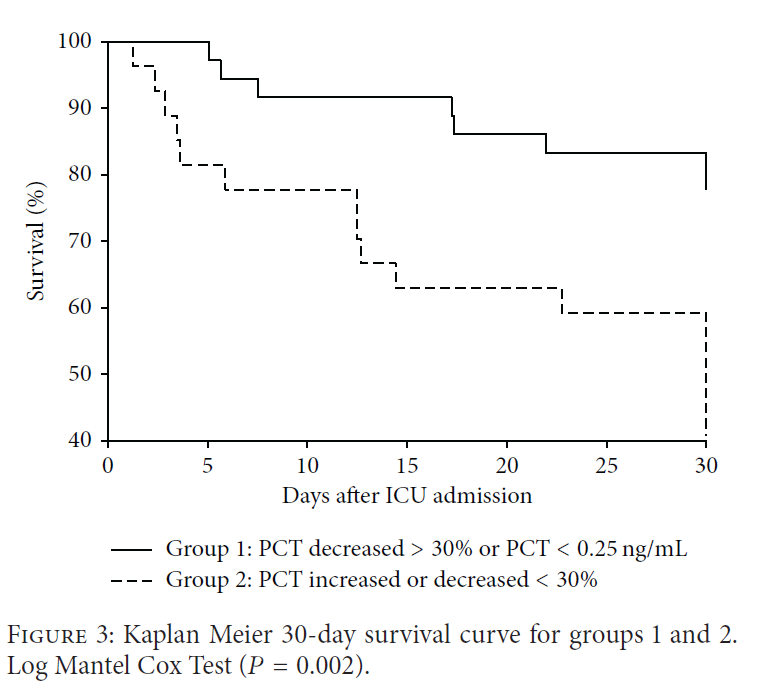 100
90
80
70
60
50
40
Survival (%)
0 5 10 15 20 25 30
Days after ICU admission
Group 1: PCT decreased > 30% or PCT < 0.25 ng/mL
Group 2: PCT increased or decreased < 30%
FIGURE 3: Kaplan Meier 30-day survival curve for groups 1 and 2.
Log Mantel Cox Test (P = 0.002).